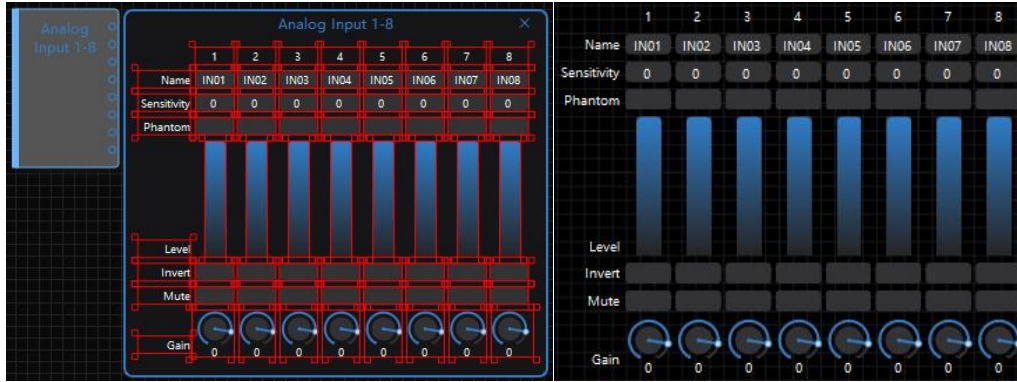 Analog
Input 1-8
Analog Input 1-8 ×
1 2 3 4 5 6 7 8
Name IN01 IN02 IN03 IN04 IN05 IN06 IN07 IN08
Sensitivity 0 0 0 0 0 0 0 0
Phantom
Level
Invert
Mute
Gain 0 0 0 0 0 0 0 0
1 2 3 4 5 6 7 8
Name IN01 IN02 IN03 IN04 IN05 IN06 IN07 IN08
Sensitivity 0 0 0 0 0 0 0 0
Phantom
Level
Invert
Mute
Gain 0 0 0 0 0 0 0 0